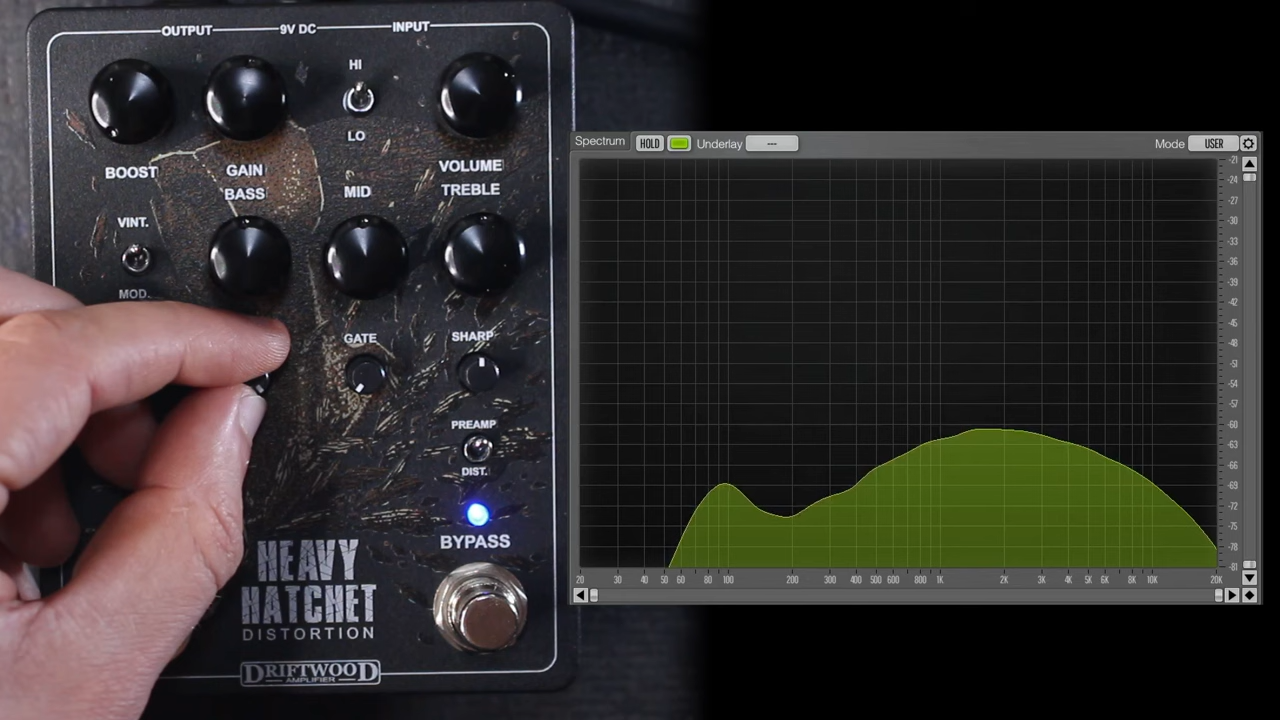 OUTPUT 9V DC INPUT
HI
LO
BOOST GAIN VOLUME
BASS MID TREBLE
VINT.
MOD.
GATE SHARP
PREAMP
DIST.
BYPASS
HEAVY
HATCHET
DISTORTION
DRIFTWOOD
AMPLIFIER
Spectrum HOLD Underlay --- Mode USER
-21
-24
-27
-30
-33
-36
-39
-42
-45
-48
-51
-54
-57
-60
-63
-66
-69
-72
-75
-78
-81
20 30 40 50 60 80 100 200 300 400 500 600 800 1K 2K 3K 4K 5K 6K 8K 10K 20K